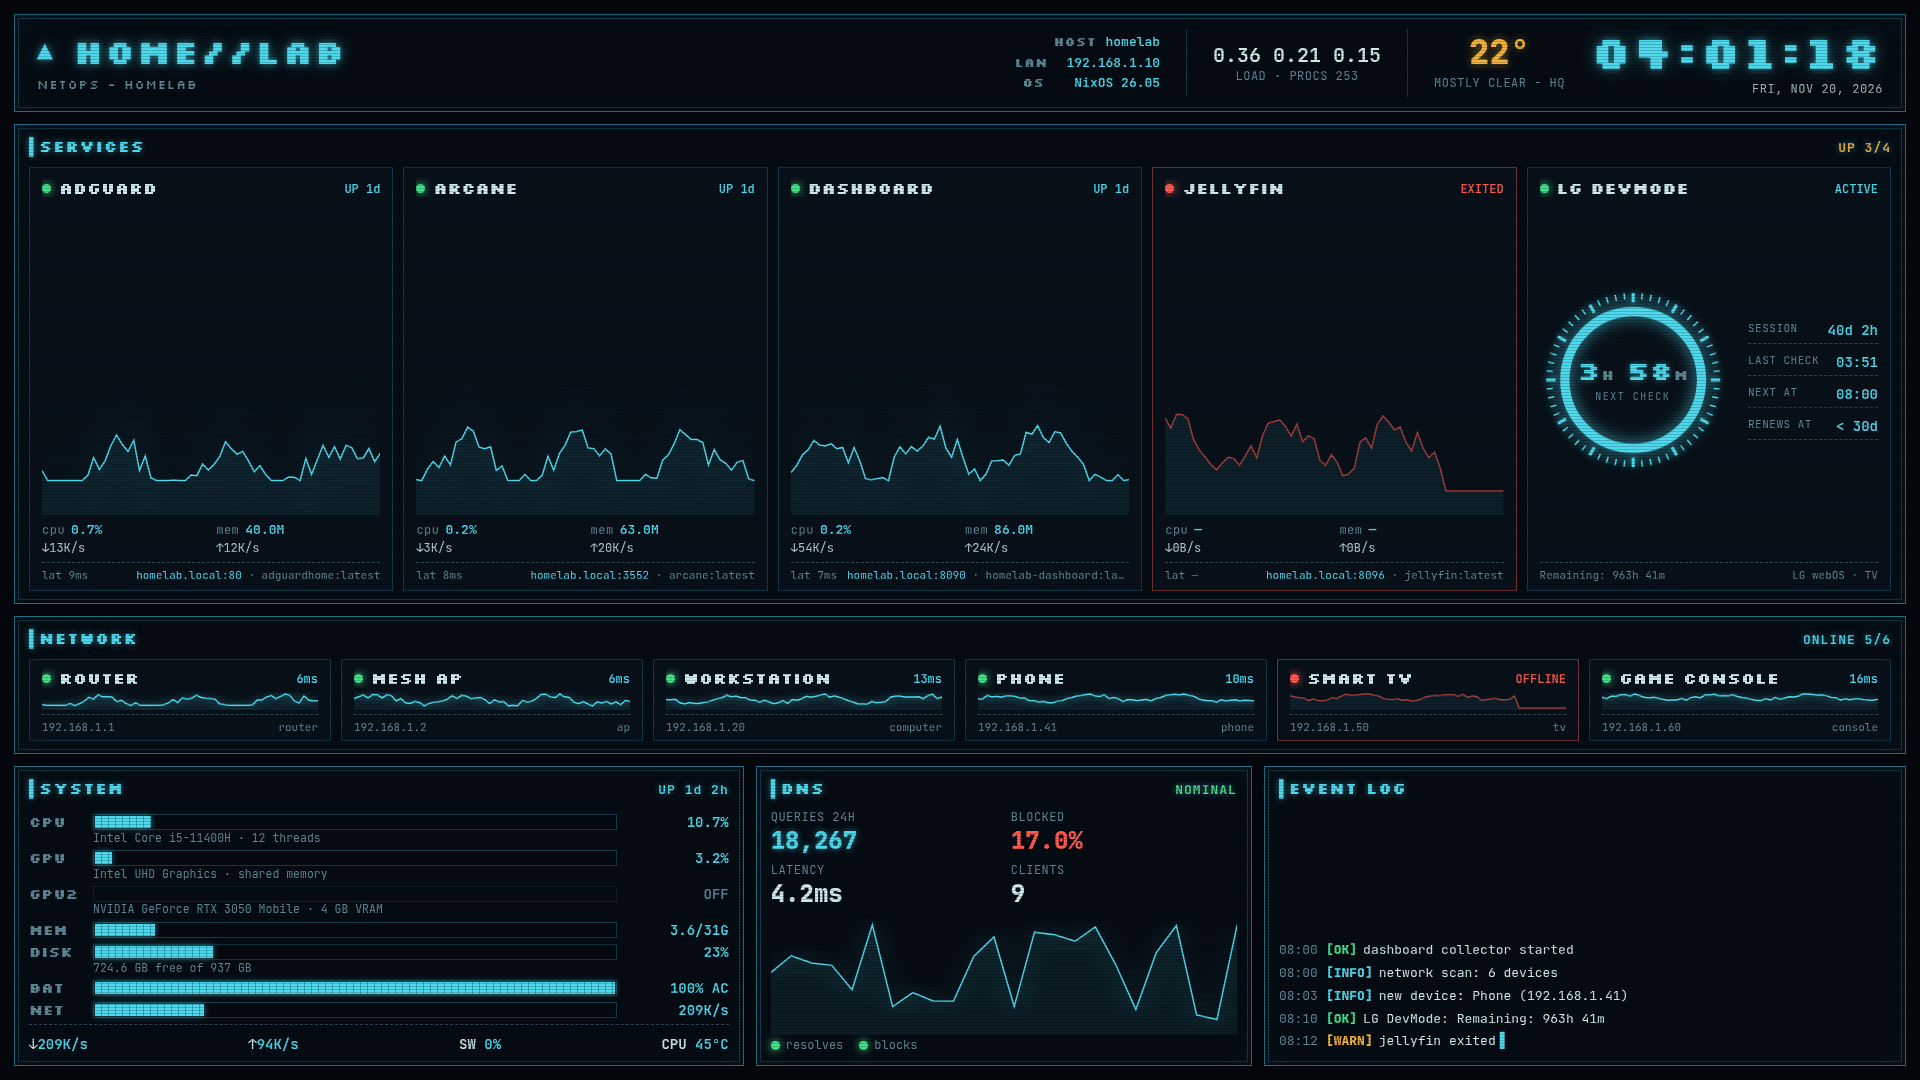 ▲ HOME//LAB
NETOPS - HOMELAB
HOST homelab
LAN 192.168.1.10
OS NixOS 26.05
0.36 0.21 0.15
LOAD · PROCS 253
22°
MOSTLY CLEAR - HQ
04:01:18
FRI, NOV 20, 2026
SERVICES
UP 3/4
ADGUARD UP 1d
cpu 0.7% mem 40.0M
↓13K/s ↑12K/s
lat 9ms homelab.local:80 · adguardhome:latest
ARCANE UP 1d
cpu 0.2% mem 63.0M
↓3K/s ↑20K/s
lat 8ms homelab.local:3552 · arcane:latest
DASHBOARD UP 1d
cpu 0.2% mem 86.0M
↓54K/s ↑24K/s
lat 7ms homelab.local:8090 · homelab-dashboard:la…
JELLYFIN EXITED
cpu — mem —
↓0B/s ↑0B/s
lat — homelab.local:8096 · jellyfin:latest
LG DEVMODE ACTIVE
3H 58M
NEXT CHECK
SESSION 40d 2h
LAST CHECK 03:51
NEXT AT 08:00
RENEWS AT < 30d
Remaining: 963h 41m LG webOS · TV
NETWORK
ONLINE 5/6
ROUTER 6ms
192.168.1.1 router
MESH AP 6ms
192.168.1.2 ap
WORKSTATION 13ms
192.168.1.20 computer
PHONE 10ms
192.168.1.41 phone
SMART TV OFFLINE
192.168.1.50 tv
GAME CONSOLE 16ms
192.168.1.60 console
SYSTEM UP 1d 2h
CPU 10.7%
Intel Core i5-11400H · 12 threads
GPU 3.2%
Intel UHD Graphics · shared memory
GPU2 OFF
NVIDIA GeForce RTX 3050 Mobile · 4 GB VRAM
MEM 3.6/31G
DISK 23%
724.6 GB free of 937 GB
BAT 100% AC
NET 209K/s
↓209K/s ↑94K/s SW 0% CPU 45°C
DNS NOMINAL
QUERIES 24H BLOCKED
18,267 17.0%
LATENCY CLIENTS
4.2ms 9
resolves blocks
EVENT LOG
08:00 [OK] dashboard collector started
08:00 [INFO] network scan: 6 devices
08:03 [INFO] new device: Phone (192.168.1.41)
08:10 [OK] LG DevMode: Remaining: 963h 41m
08:12 [WARN] jellyfin exited